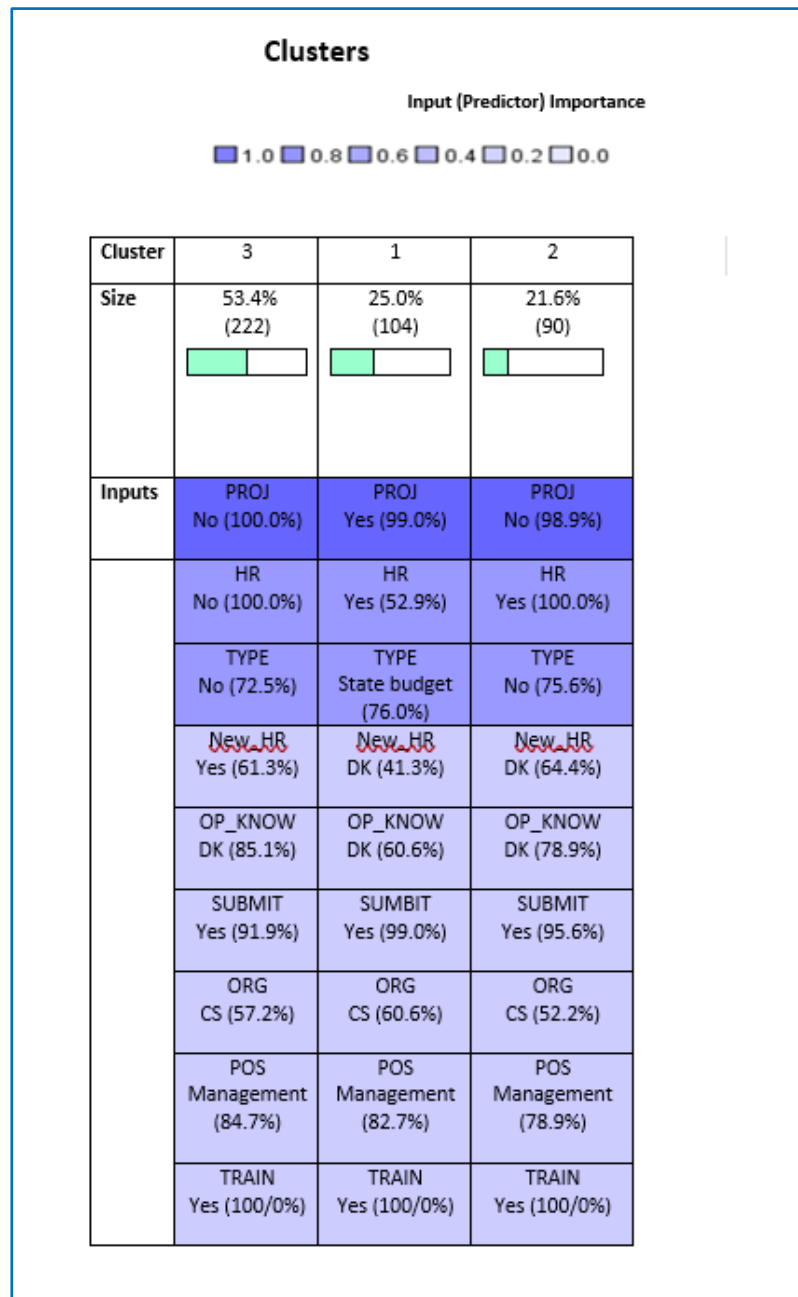 Clusters
Input (Predictor) Importance
1.0 0.8 0.6 0.4 0.2 0.0
Cluster 3 1 2
Size 53.4% 25.0% 21.6%
(222) (104) (90)
Inputs PROJ PROJ PROJ
No (100.0%) Yes (99.0%) No (98.9%)
HR HR HR
No (100.0%) Yes (52.9%) Yes (100.0%)
TYPE TYPE TYPE
No (72.5%) State budget No (75.6%)
(76.0%)
New_HR New_HR New_HR
Yes (61.3%) DK (41.3%) DK (64.4%)
OP_KNOW OP_KNOW OP_KNOW
DK (85.1%) DK (60.6%) DK (78.9%)
SUBMIT SUMBIT SUBMIT
Yes (91.9%) Yes (99.0%) Yes (95.6%)
ORG ORG ORG
CS (57.2%) CS (60.6%) CS (52.2%)
POS POS POS
Management Management Management
(84.7%) (82.7%) (78.9%)
TRAIN TRAIN TRAIN
Yes (100/0%) Yes (100/0%) Yes (100/0%)